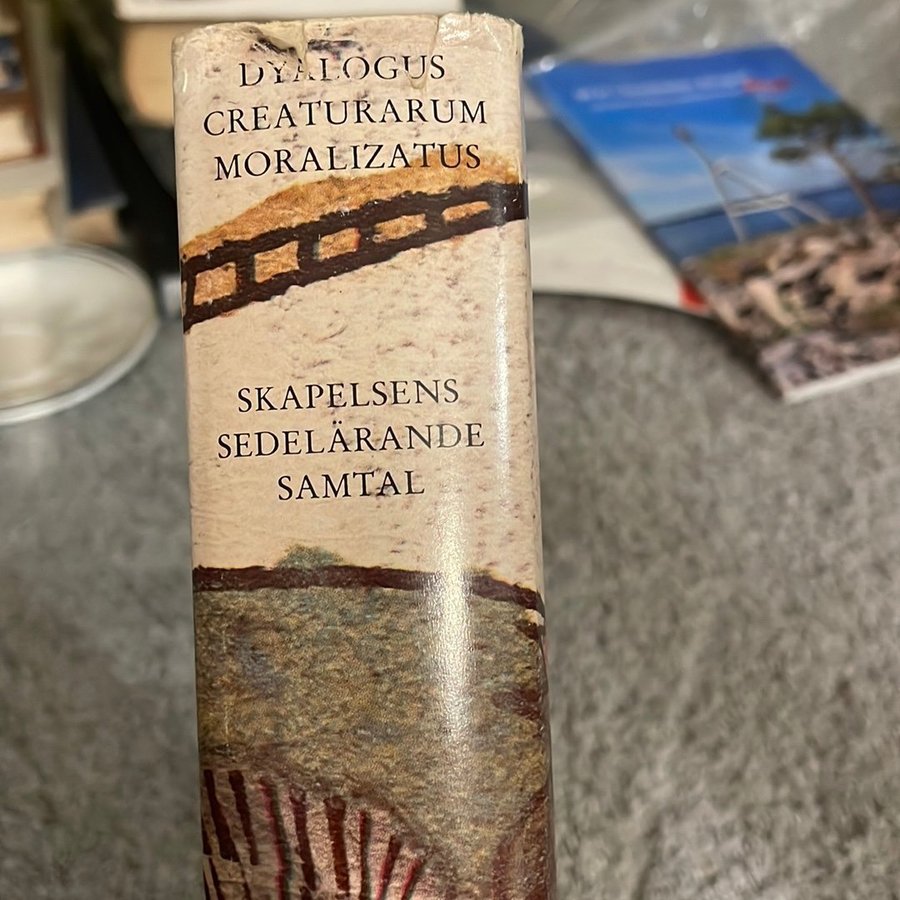 DYALOGUS
CREATURARUM
MORALIZATUS
SKAPELSENS
SEDELÄRANDE
SAMTAL